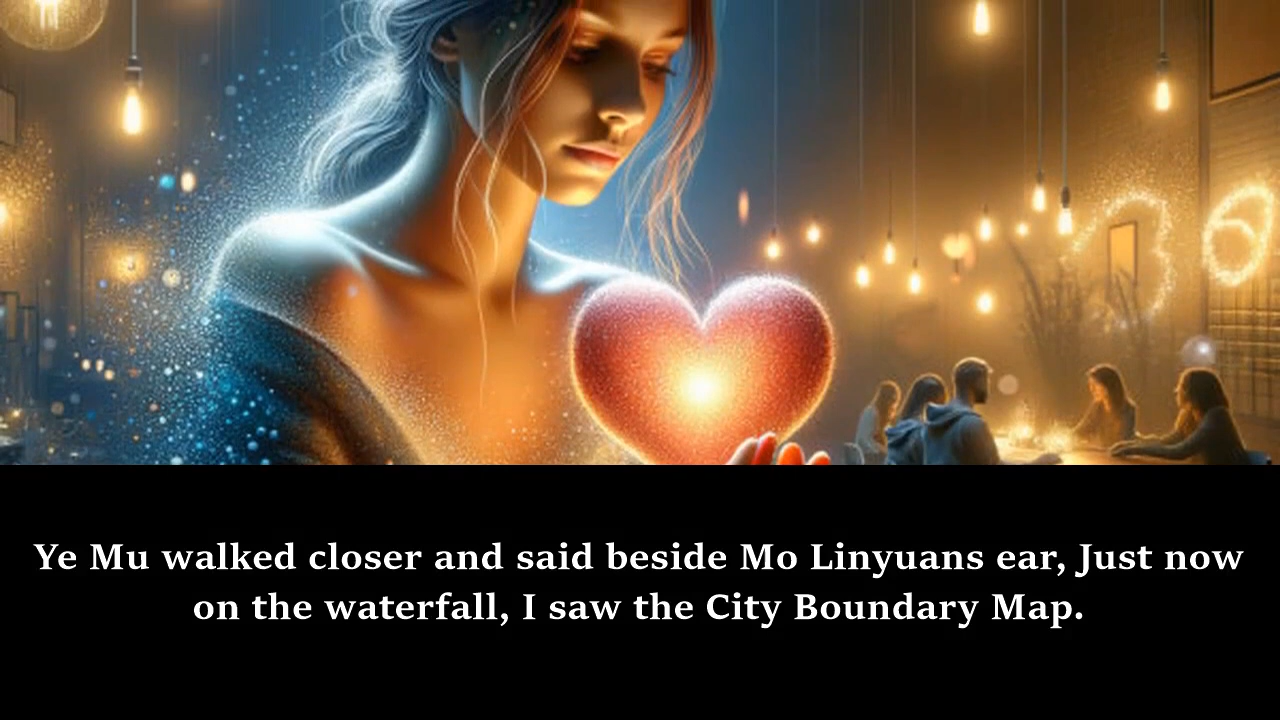 Ye Mu walked closer and said beside Mo Linyuans ear, Just now
on the waterfall, I saw the City Boundary Map.